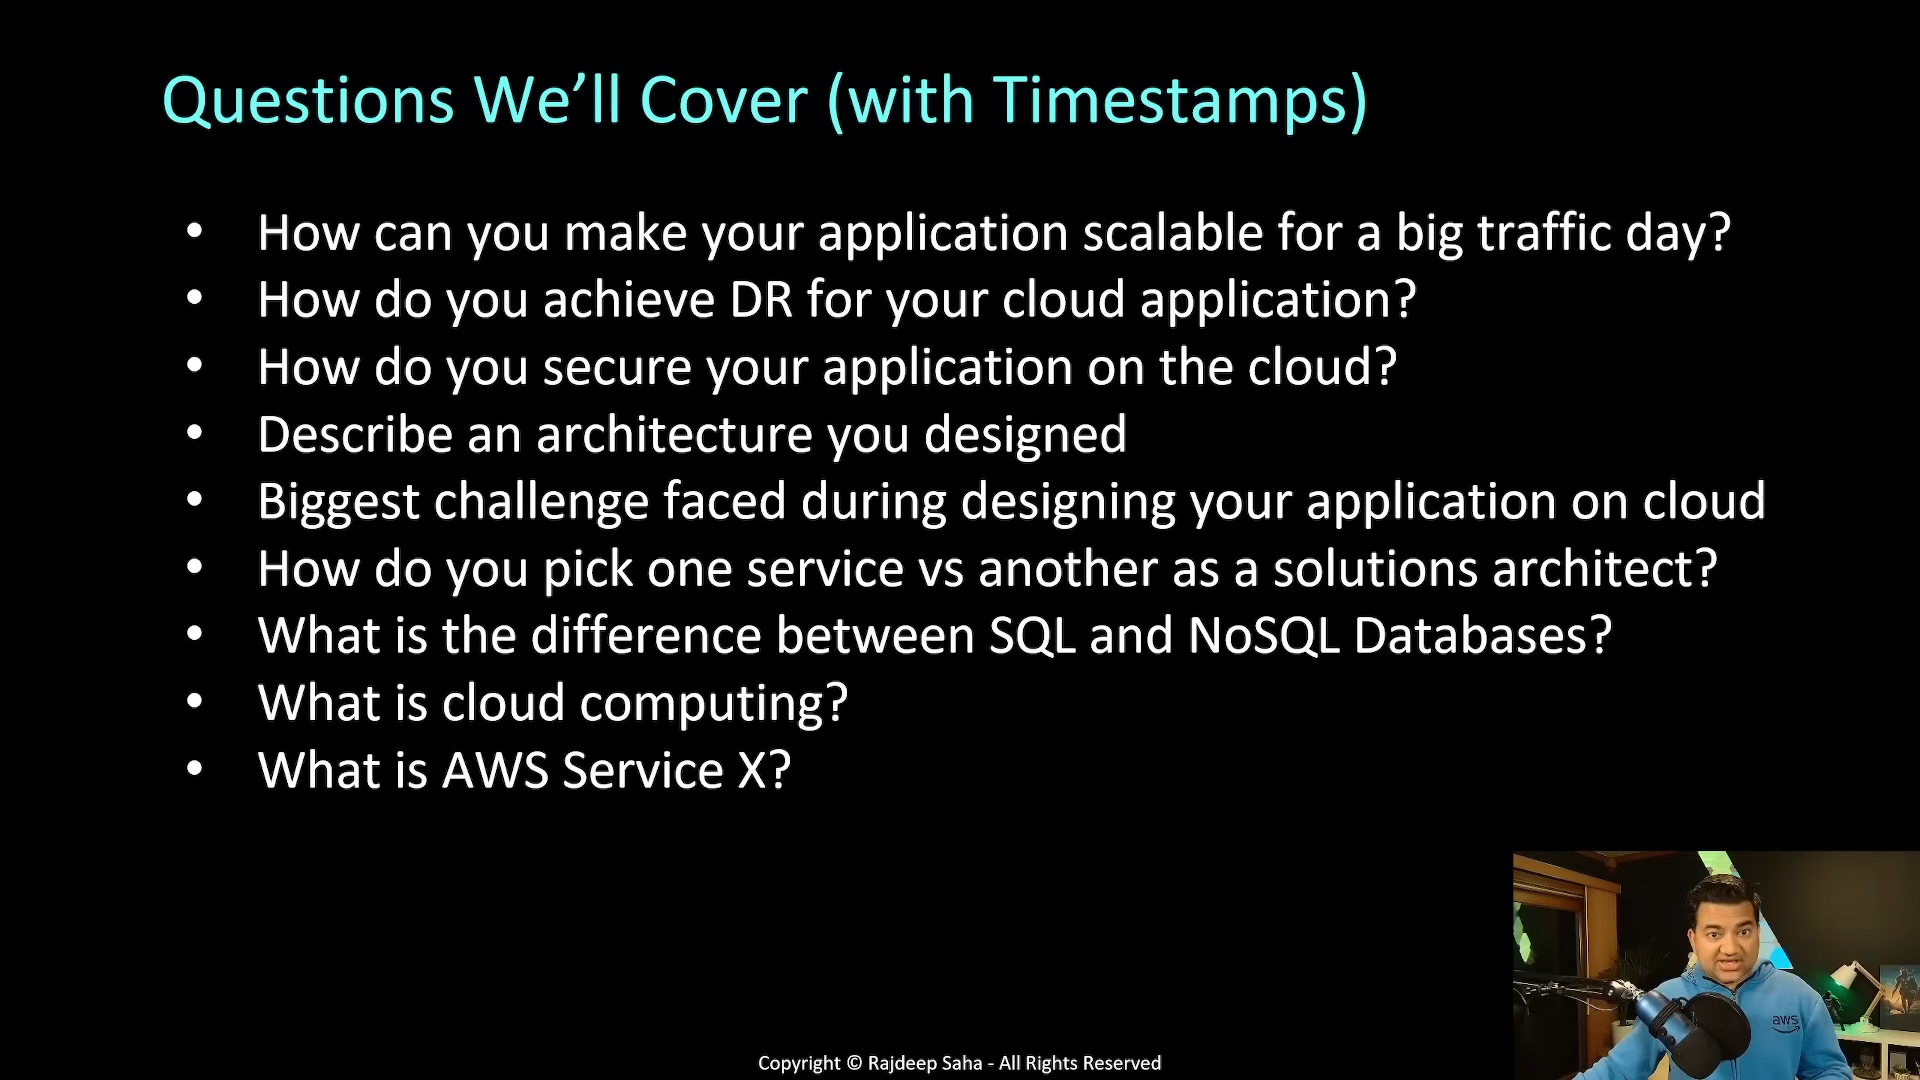 Questions We’ll Cover (with Timestamps)
• How can you make your application scalable for a big traffic day?
• How do you achieve DR for your cloud application?
• How do you secure your application on the cloud?
• Describe an architecture you designed
• Biggest challenge faced during designing your application on cloud
• How do you pick one service vs another as a solutions architect?
• What is the difference between SQL and NoSQL Databases?
• What is cloud computing?
• What is AWS Service X?
aws
Copyright © Rajdeep Saha - All Rights Reserved